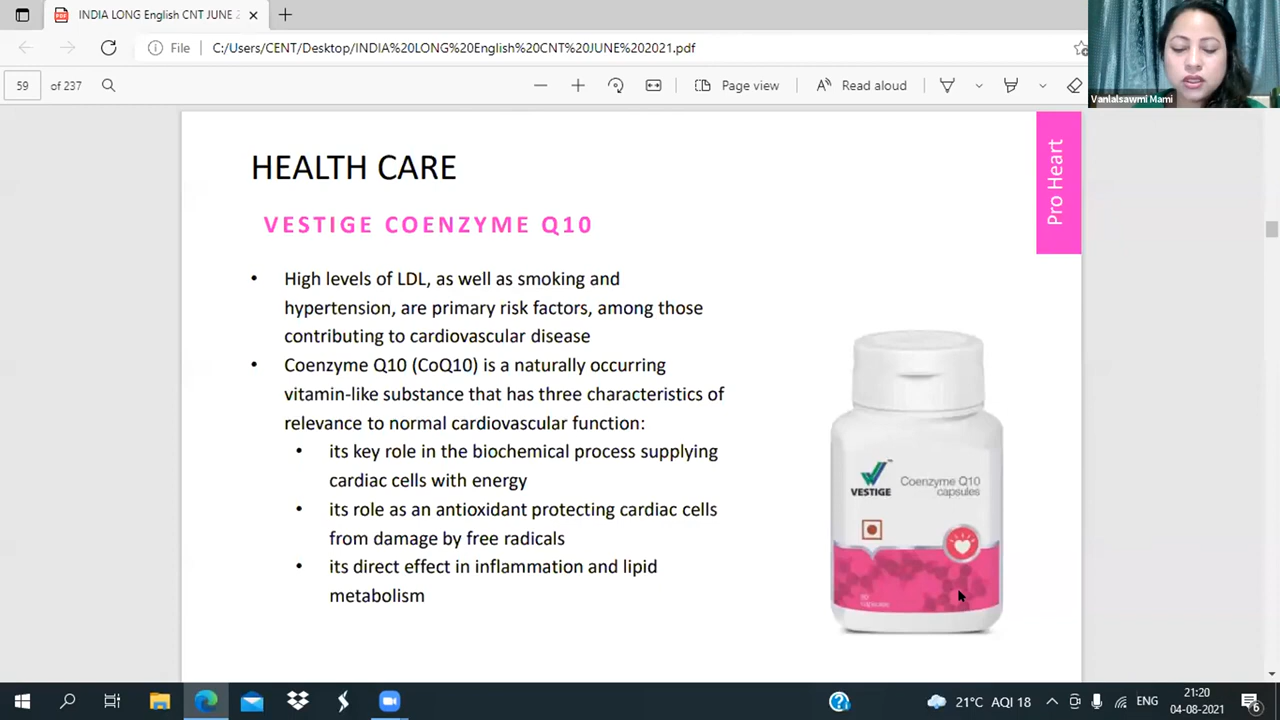 INDIA LONG English CNT JUNE 2
File
C:/Users/CENT/Desktop/INDIA%20LONG%20English%20CNT%20JUNE%202021.pdf
59
of 237
Page view
Read aloud
Vanlalsawmi Mami
Pro Heart
HEALTH CARE
VESTIGE COENZYME Q10
• High levels of LDL, as well as smoking and
hypertension, are primary risk factors, among those
contributing to cardiovascular disease
• Coenzyme Q10 (CoQ10) is a naturally occurring
vitamin-like substance that has three characteristics of
relevance to normal cardiovascular function:
• its key role in the biochemical process supplying
cardiac cells with energy
• its role as an antioxidant protecting cardiac cells
from damage by free radicals
• its direct effect in inflammation and lipid
metabolism
VESTIGE
Coenzyme Q10
capsules
capsules
21°C AQI 18
ENG
21:20
04-08-2021
6